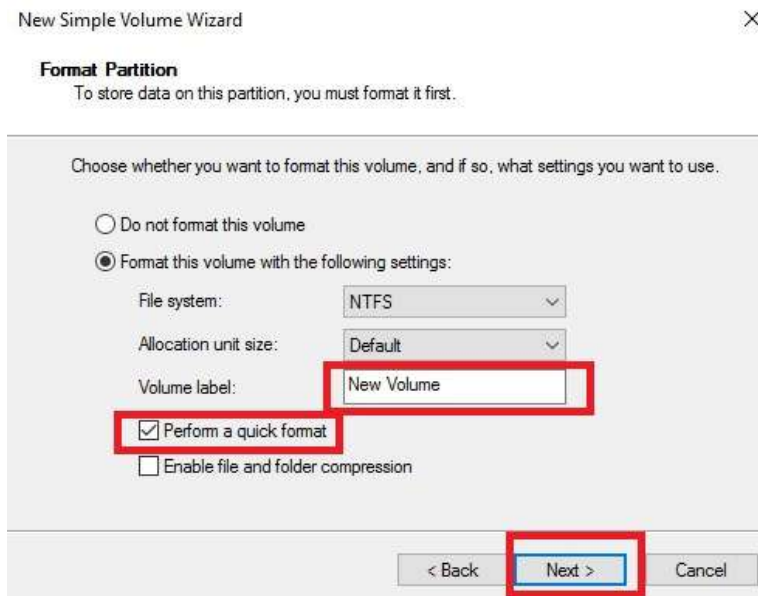 New Simple Volume Wizard
Format Partition
To store data on this partition, you must format it first.
Choose whether you want to format this volume, and if so, what settings you want to use.
Do not format this volume
Format this volume with the following settings:
File system: NTFS
Allocation unit size: Default
Volume label: New Volume
Perform a quick format
Enable file and folder compression
< Back Next > Cancel